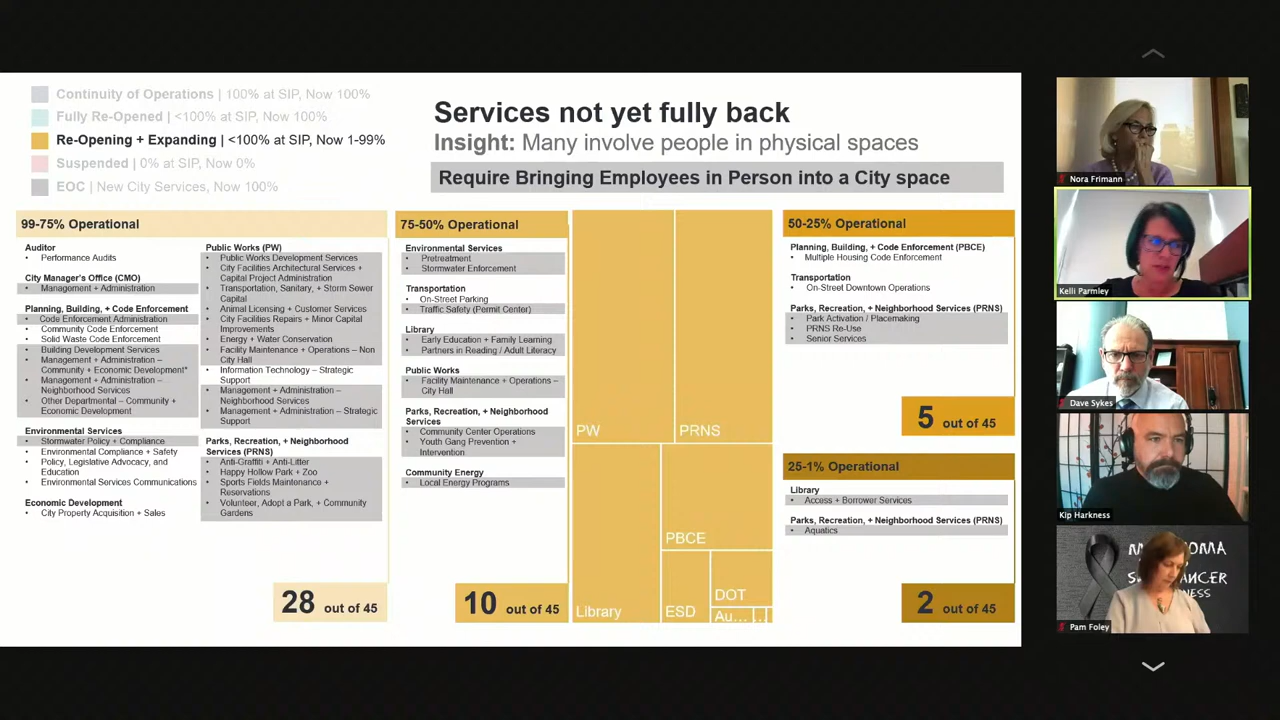 Continuity of Operations | 100% at SIP, Now 100%
Fully Re-Opened | <100% at SIP, Now 100%
Re-Opening + Expanding | <100% at SIP, Now 1-99%
Suspended | 0% at SIP, Now 0%
EOC | New City Services, Now 100%
Services not yet fully back
Insight: Many involve people in physical spaces
Require Bringing Employees in Person into a City space
99-75% Operational
Auditor
• Performance Audits
City Manager's Office (CMO)
• Management + Administration
Planning, Building, + Code Enforcement
• Code Enforcement Administration
• Community Code Enforcement
• Solid Waste Code Enforcement
• Building Development Services
• Management + Administration –
Community + Economic Development*
• Management + Administration –
Neighborhood Services
• Other Departmental – Community +
Economic Development
Environmental Services
• Stormwater Policy + Compliance
• Environmental Compliance + Safety
• Policy, Legislative Advocacy, and
Education
• Environmental Services Communications
Economic Development
• City Property Acquisition + Sales
Public Works (PW)
• Public Works Development Services
• City Facilities Architectural Services +
Capital Project Administration
• Transportation, Sanitary, + Storm Sewer
Capital
• Animal Licensing + Customer Services
• City Facilities Repairs + Minor Capital
Improvements
• Energy + Water Conservation
• Facility Maintenance + Operations – Non
City Hall
• Information Technology – Strategic
Support
• Management + Administration –
Neighborhood Services
• Management + Administration – Strategic
Support
Parks, Recreation, + Neighborhood
Services (PRNS)
• Anti-Graffiti + Anti-Litter
• Happy Hollow Park + Zoo
• Sports Fields Maintenance +
Reservations
• Volunteer, Adopt a Park, + Community
Gardens
28 out of 45
75-50% Operational
Environmental Services
• Pretreatment
• Stormwater Enforcement
Transportation
• On-Street Parking
• Traffic Safety (Permit Center)
Library
• Early Education + Family Learning
• Partners in Reading / Adult Literacy
Public Works
• Facility Maintenance + Operations –
City Hall
Parks, Recreation, + Neighborhood
Services
• Community Center Operations
• Youth Gang Prevention +
Intervention
Community Energy
• Local Energy Programs
10 out of 45
PW
PRNS
Library
PBCE
ESD
DOT
Au...
...
50-25% Operational
Planning, Building, + Code Enforcement (PBCE)
• Multiple Housing Code Enforcement
Transportation
• On-Street Downtown Operations
Parks, Recreation, + Neighborhood Services (PRNS)
• Park Activation / Placemaking
• PRNS Re-Use
• Senior Services
5 out of 45
25-1% Operational
Library
• Access + Borrower Services
Parks, Recreation, + Neighborhood Services (PRNS)
• Aquatics
2 out of 45
Nora Frimann
Kelli Parmley
Dave Sykes
Kip Harkness
Pam Foley